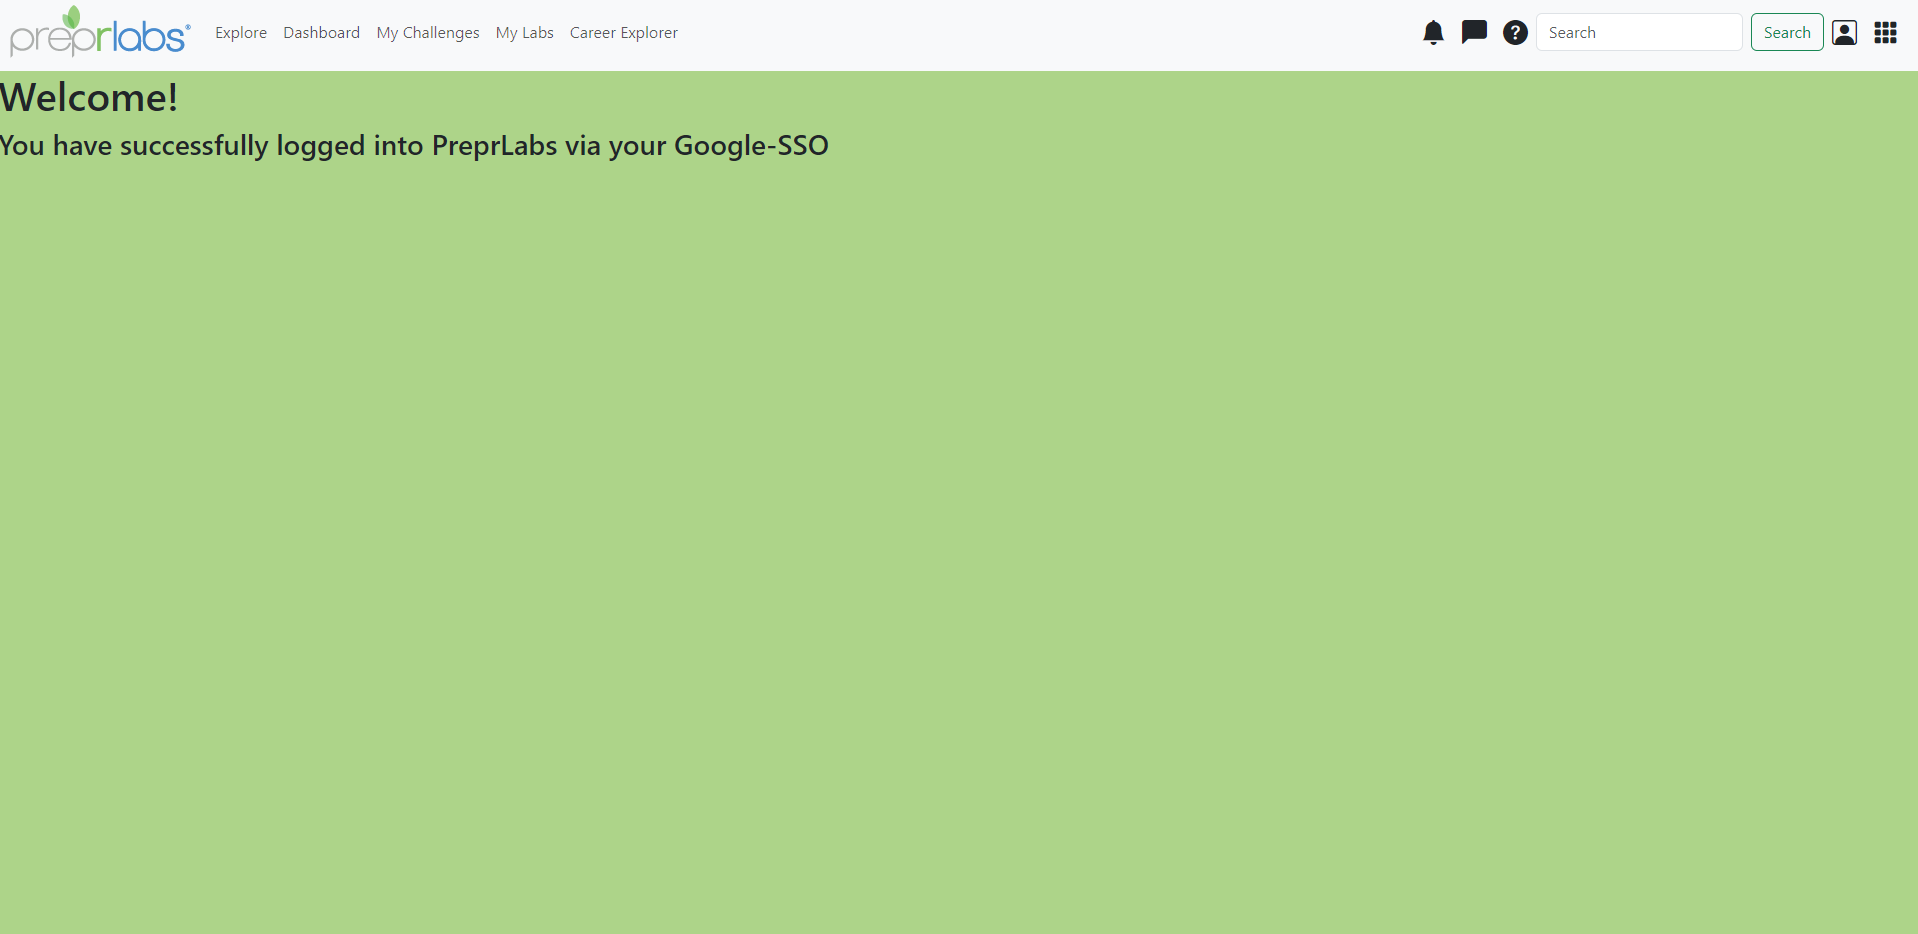 preprlabs®
Explore Dashboard My Challenges My Labs Career Explorer
? Search Search
Welcome!
You have successfully logged into PreprLabs via your Google-SSO